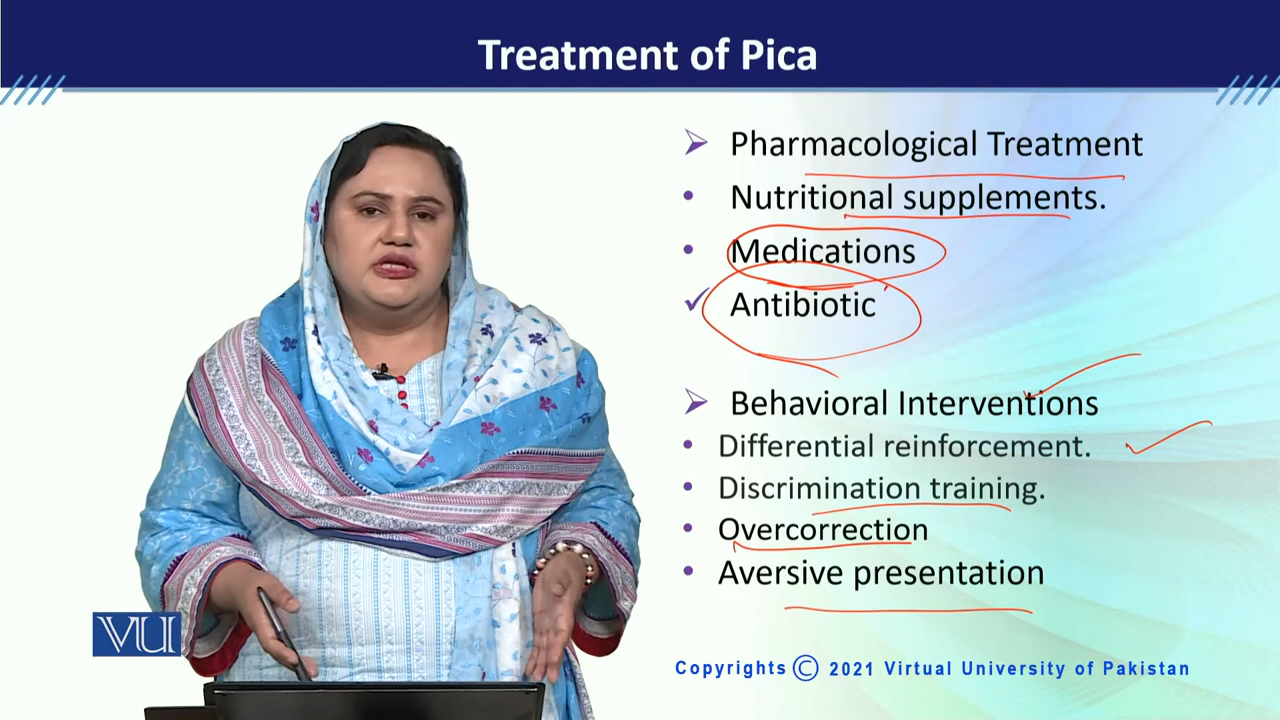 Treatment of Pica
Pharmacological Treatment
Nutritional supplements.
Medications
Antibiotic
Behavioral Interventions
Differential reinforcement.
Discrimination training.
Overcorrection
Aversive presentation
VU
Copyrights © 2021 Virtual University of Pakistan